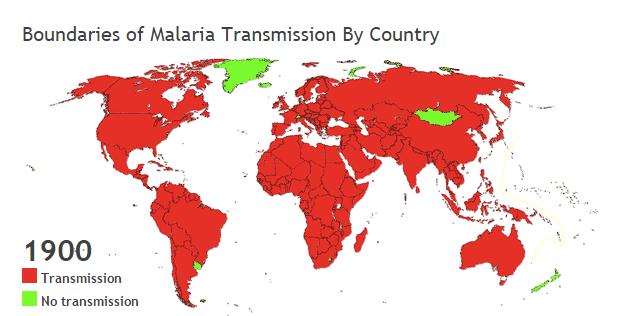 Boundaries of Malaria Transmission By Country
1900
Transmission
No transmission